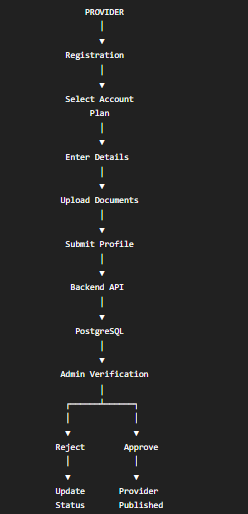 PROVIDER
Registration
Select Account
Plan
Enter Details
Upload Documents
Submit Profile
Backend API
PostgreSQL
Admin Verification
Reject Approve
Update Provider
Status Published